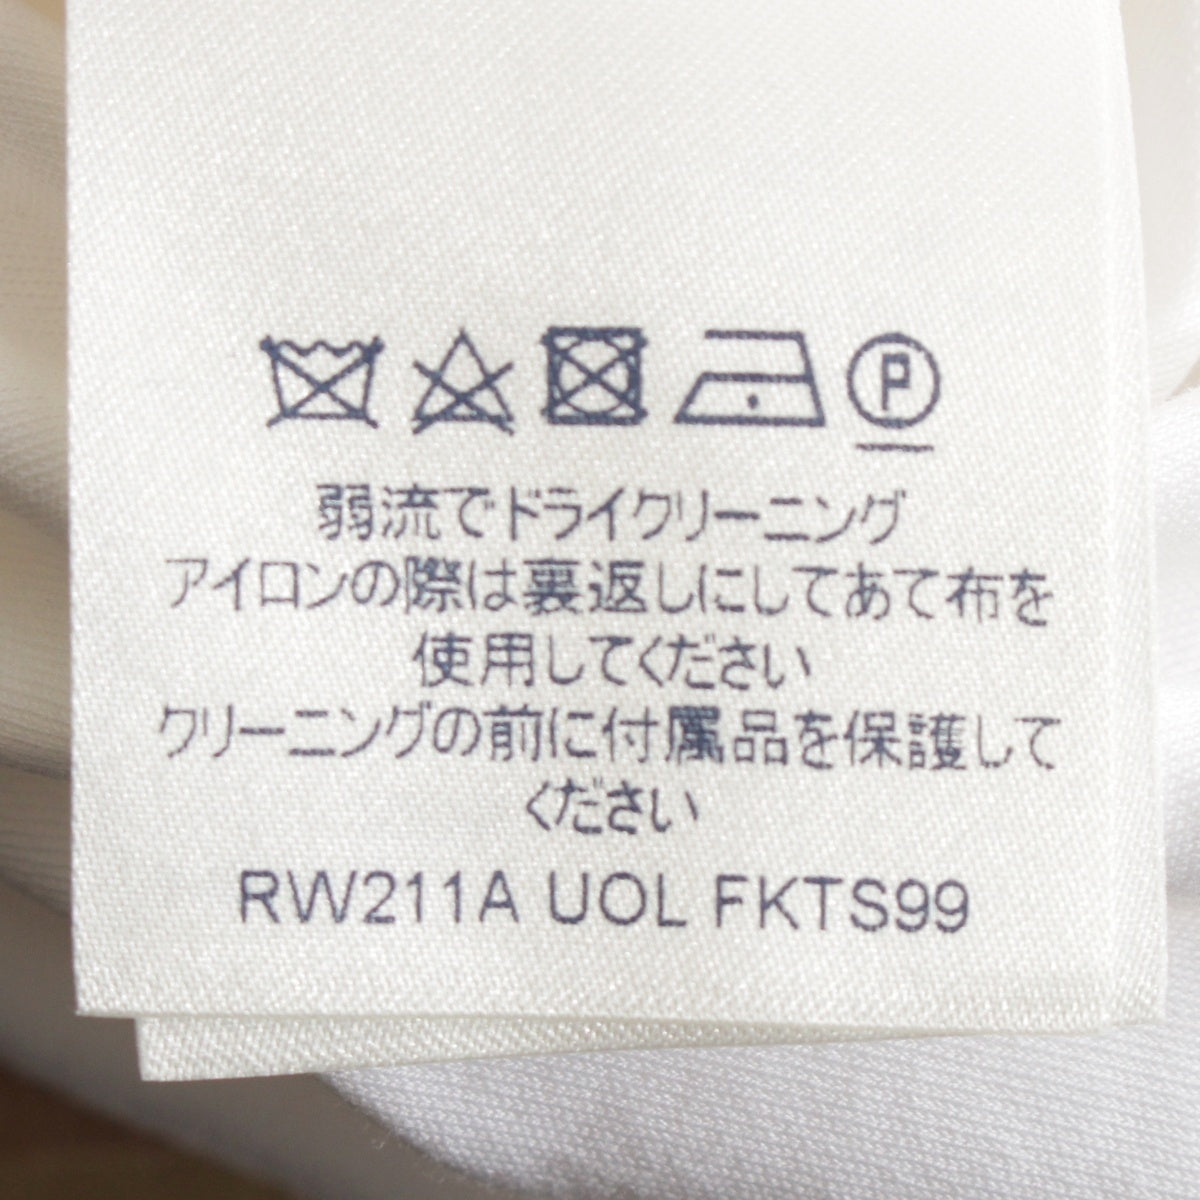 P
弱流でドライクリーニング
アイロンの際は裏返しにしてあて布を
使用してください
クリーニングの前に付属品を保護して
ください
RW211A UOL FKTS99